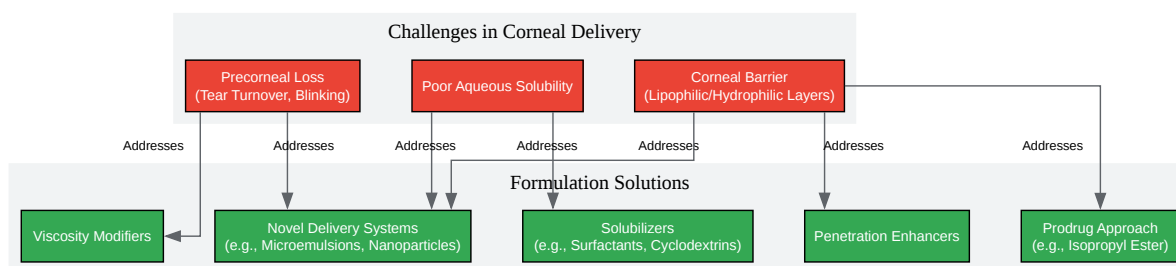 Challenges in Corneal Delivery
Precorneal Loss
(Tear Turnover, Blinking)
Poor Aqueous Solubility
Corneal Barrier
(Lipophilic/Hydrophilic Layers)
Addresses
Addresses
Addresses
Addresses
Addresses
Addresses
Addresses
Formulation Solutions
Viscosity Modifiers
Novel Delivery Systems
(e.g., Microemulsions, Nanoparticles)
Solubilizers
(e.g., Surfactants, Cyclodextrins)
Penetration Enhancers
Prodrug Approach
(e.g., Isopropyl Ester)